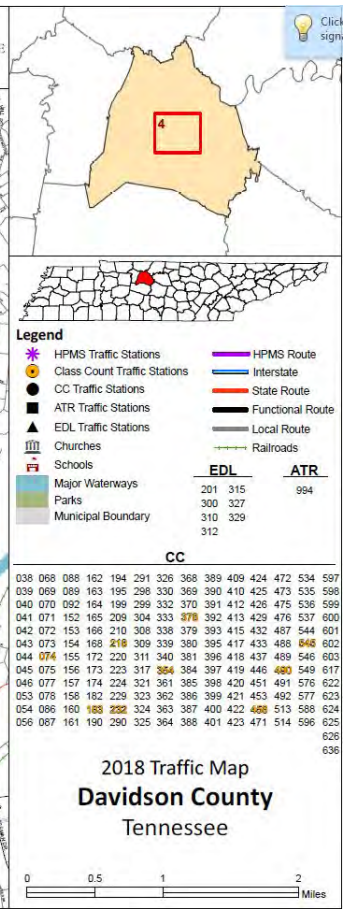 Click
signa
4
Legend
HPMS Traffic Stations
Class Count Traffic Stations
CC Traffic Stations
ATR Traffic Stations
EDL Traffic Stations
Churches
Schools
Major Waterways
Parks
Municipal Boundary
HPMS Route
Interstate
State Route
Functional Route
Local Route
Railroads
EDL
201 315
300 327
310 329
312
ATR
994
CC
038 068 088 162 194 291 326 368 389 409 424 472 534 597
039 069 089 163 195 298 330 369 390 410 425 473 535 598
040 070 092 164 199 299 332 370 391 412 426 475 536 599
041 071 152 165 209 304 333 376 392 413 429 476 537 600
042 072 153 166 210 308 338 379 393 415 432 487 544 601
043 073 154 168 216 309 339 380 395 417 433 488 545 602
044 074 155 172 220 311 340 381 396 418 437 489 546 603
045 075 156 173 223 317 354 384 397 419 446 490 549 617
046 077 157 174 224 321 361 385 398 420 451 491 576 622
053 078 158 182 229 323 362 386 399 421 453 492 577 623
054 086 160 183 232 324 363 387 400 422 458 513 588 624
056 087 161 190 290 325 364 388 401 423 471 514 596 625
626
636
2018 Traffic Map
Davidson County
Tennessee
0 0.5 1 2
Miles